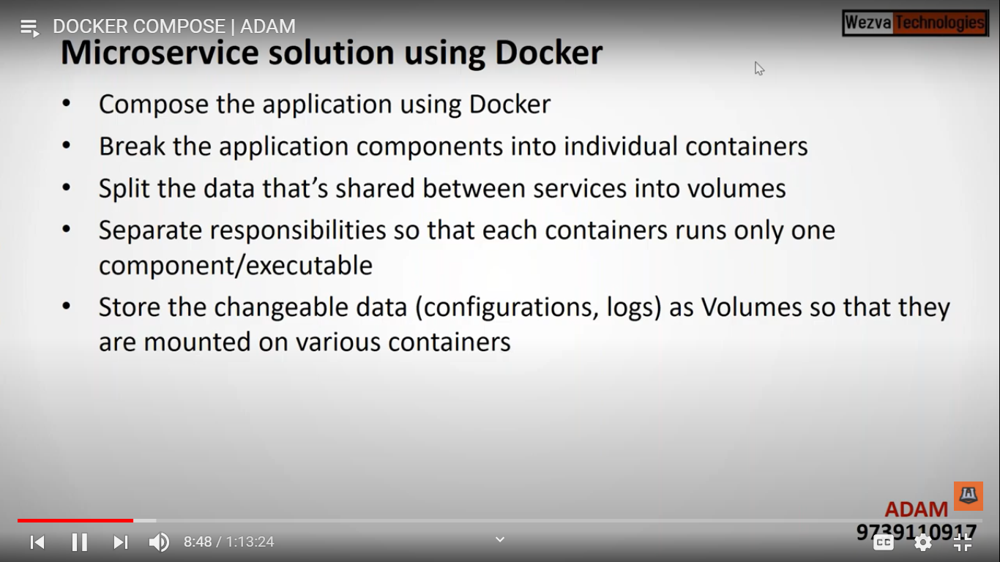 DOCKER COMPOSE | ADAM
Wezva Technologies
Microservice solution using Docker
• Compose the application using Docker
• Break the application components into individual containers
• Split the data that’s shared between services into volumes
• Separate responsibilities so that each containers runs only one
component/executable
• Store the changeable data (configurations, logs) as Volumes so that they
are mounted on various containers
ADAM
9739110917
8:48 / 1:13:24
CC